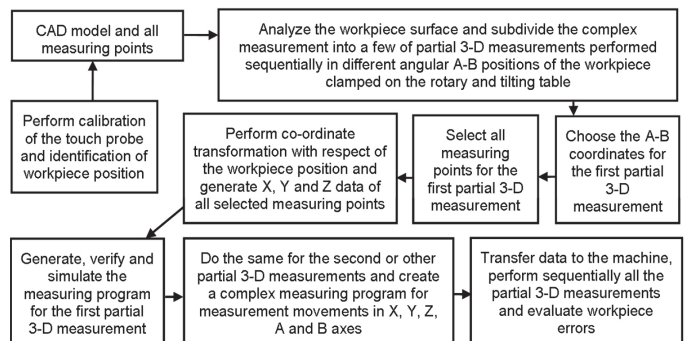 CAD model and all
measuring points
Analyze the workpiece surface and subdivide the complex
measurement into a few of partial 3-D measurements performed
sequentially in different angular A-B positions of the workpiece
clamped on the rotary and tilting table
Perform calibration
of the touch probe
and identification of
workpiece position
Perform co-ordinate
transformation with respect of
the workpiece position and
generate X, Y and Z data of
all selected measuring points
Select all
measuring
points for the
first partial 3-D
measurement
Choose the A-B
coordinates for
the first partial
3-D
measurement
Generate, verify and
simulate the
measuring program
for the first partial
3-D measurement
Do the same for the second or other
partial 3-D measurements and create
a complex measuring program for
measurement movements in X, Y, Z,
A and B axes
Transfer data to the machine,
perform sequentially all the
partial 3-D measurements
and evaluate workpiece
errors